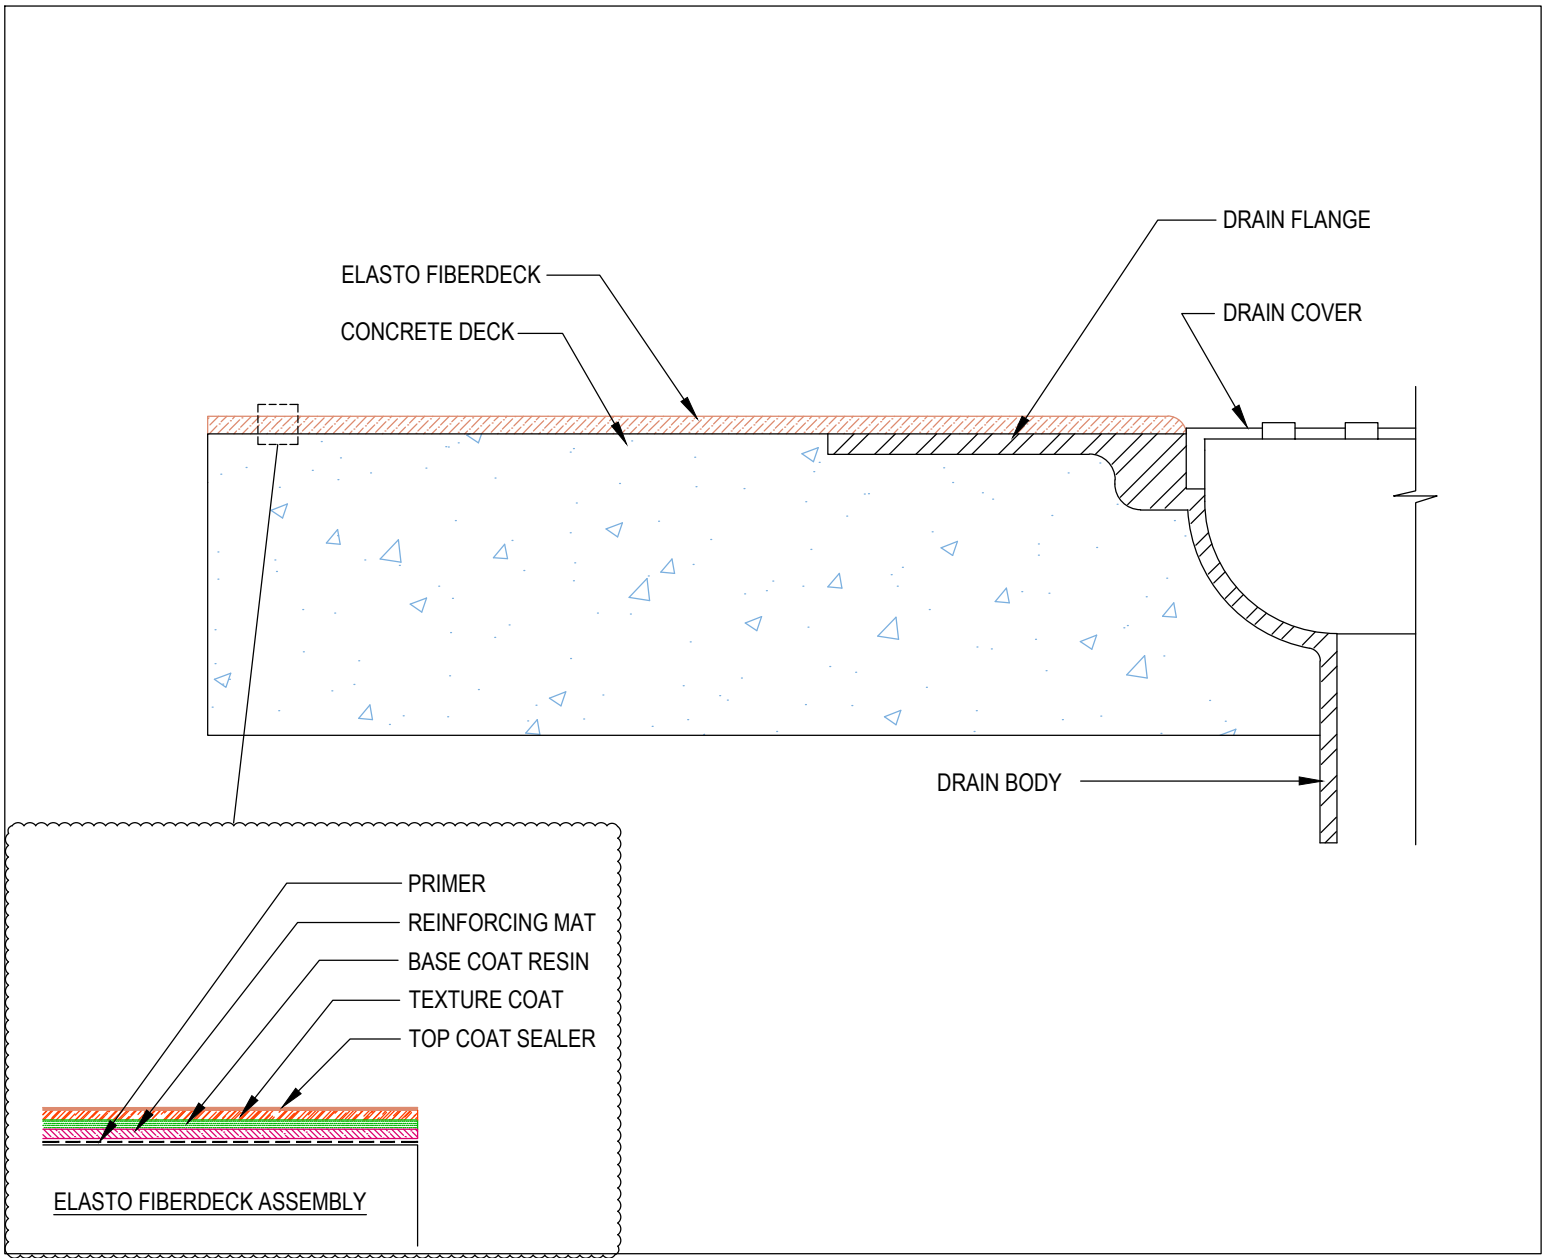 DRAIN FLANGE
ELASTO FIBERDECK
DRAIN COVER
CONCRETE DECK
DRAIN BODY
PRIMER
REINFORCING MAT
BASE COAT RESIN
TEXTURE COAT
TOP COAT SEALER
ELASTO FIBERDECK ASSEMBLY